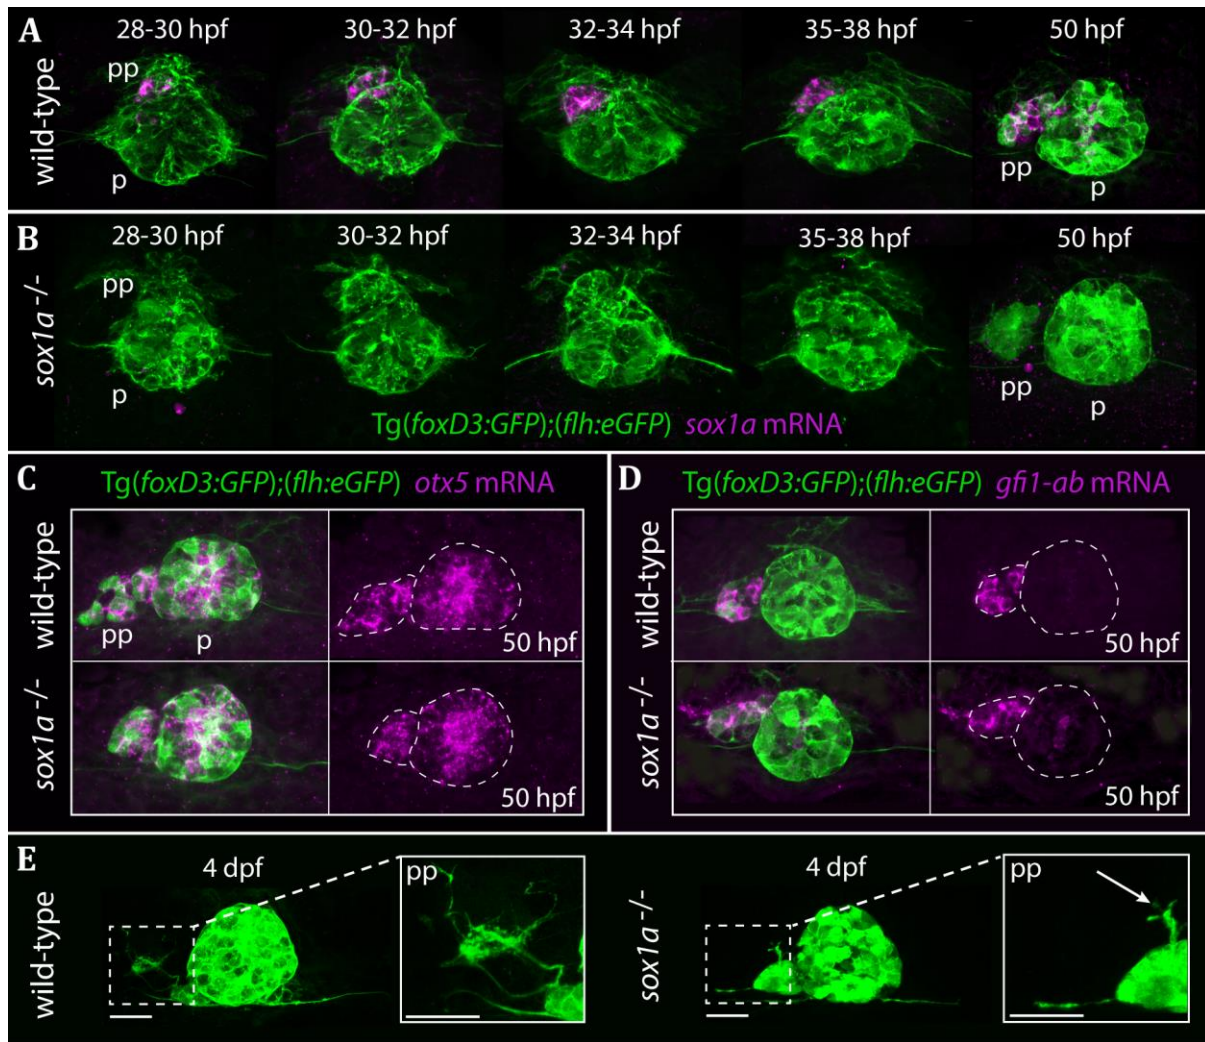 A
wild-type
28-30 hpf
30-32 hpf
32-34 hpf
35-38 hpf
50 hpf
pp
p
pp
p
B
sox1a -/-
28-30 hpf
30-32 hpf
32-34 hpf
35-38 hpf
50 hpf
pp
p
pp
p
Tg(foxD3:GFP);(flh:eGFP) sox1a mRNA
C
Tg(foxD3:GFP);(flh:eGFP) otx5 mRNA
wild-type
pp
p
50 hpf
sox1a -/-
50 hpf
D
Tg(foxD3:GFP);(flh:eGFP) gfi1-ab mRNA
wild-type
50 hpf
sox1a -/-
50 hpf
E
wild-type
4 dpf
pp
sox1a -/-
4 dpf
pp